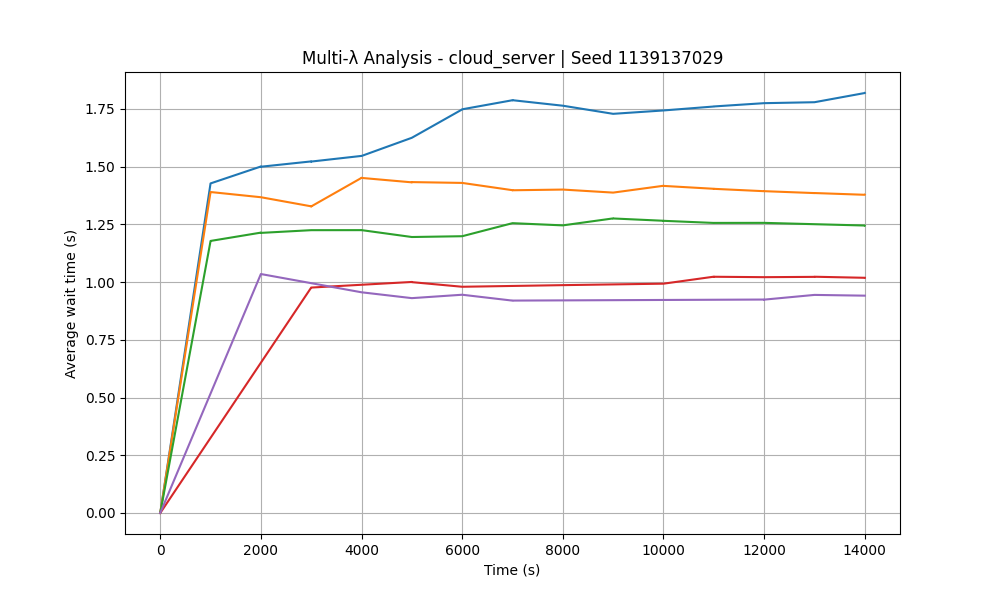 Multi-λ Analysis - cloud_server | Seed 1139137029
Average wait time (s)
1.75
1.50
1.25
1.00
0.75
0.50
0.25
0.00
0 2000 4000 6000 8000 10000 12000 14000
Time (s)